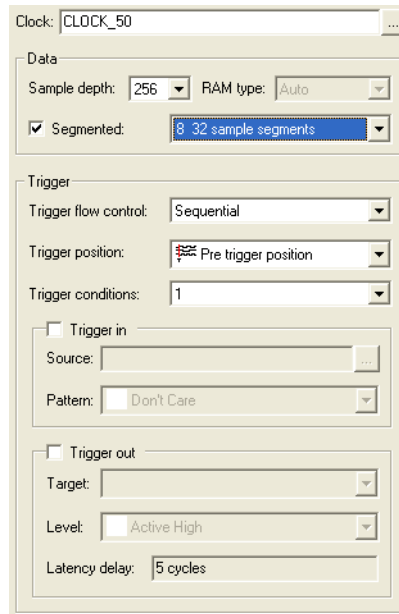 Clock: CLOCK_50 ...
Data
Sample depth: 256 RAM type: Auto
Segmented: 8 32 sample segments
Trigger
Trigger flow control: Sequential
Trigger position: Pre trigger position
Trigger conditions: 1
Trigger in
Source: ...
Pattern: Don't Care
Trigger out
Target:
Level: Active High
Latency delay: 5 cycles